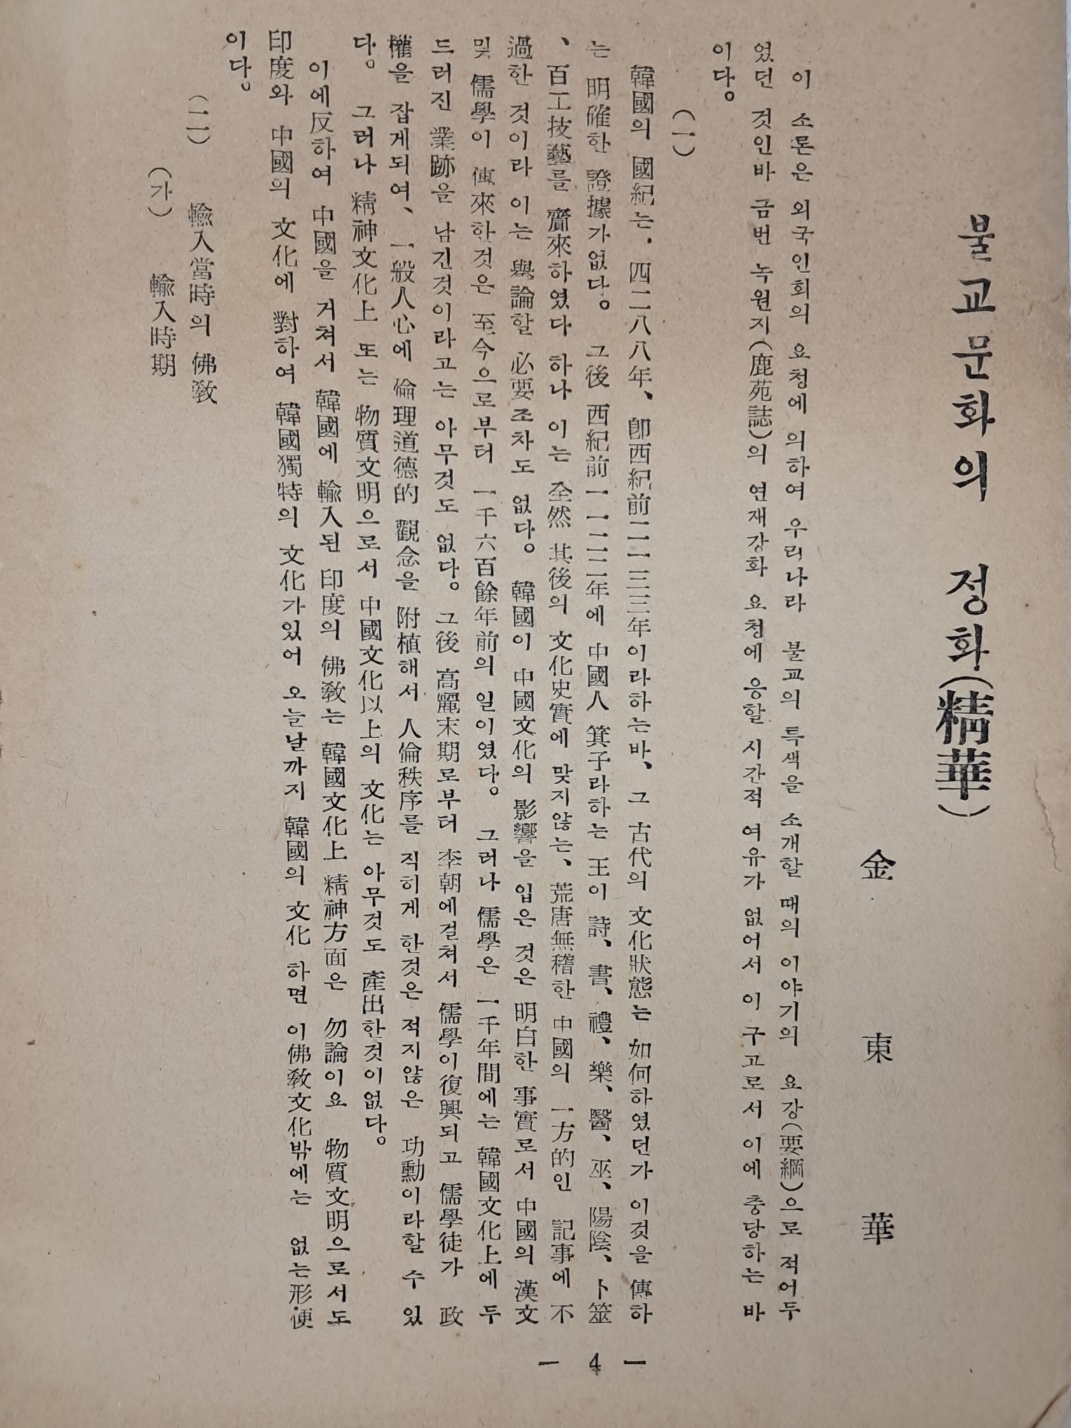 불교문화의 정화(精華)
金東華
이 소론은 외국인회의 요청에 의하여 우리나라 불교의 특색을 소개할 때의 이야기의 요강(要綱)으로 적어두
었던 것인바 금번 녹원지(鹿苑誌)의 연재강화 요청에 응할 시간적 여유가 없어서 이 구고로서 이에 충당하는 바
이다。
(一)
韓國의 國紀는、四二八八年、卽西紀前二一三三年이라하는바、그 古代의 文化狀態는 如何하였던가 이것을 傳하
는 明確한 證據가없다。 그後 西紀前一一二二年에 中國人 箕子라하는 王이 詩、書、禮、樂、醫、巫、陽陰、卜筮
、百工技藝를 齎來하였다 하나 이는 全然 其後의 文化史實에 맞지않는、荒唐無稽한 中國의 一方的인 記事에 不
過한 것이라 이는 擧論할 必要조차도 없다。 韓國이 中國文化의 影響을 입은 것은 明白한 事實로서 中國의 漢文
및 儒學이 傳來한것은 至今으로부터 一千六百餘年前의 일이였다。 그러나 儒學은 一千年間에는 韓國文化上에 두
드러진 業跡을 남긴것이라고는 아무것도 없다。그後 高麗末期로부터 李朝에걸쳐서 儒學이復興되고 儒學徒가 政
權을 잡게되여、一般人心에 倫理道德的 觀念을 附植해서 人倫秩序를 직히게 한것은 적지않은 功勳이라할 수 있
다。 그러나 精神文化上 또는 物質文明으로서 中國文化以上의 文化는 아무것도 産出한것이없다。
이에反하여 中國을 거쳐서 韓國에 輸入된 印度의 佛敎는 韓國文化上 精神方面은 勿論이요 物質文明으로서도
印度와 中國의 文化에 對하여 韓國獨特의 文化가있어 오늘날까지 韓國의 文化 하면 이佛敎文化밖에는 없는形便
이다。
(二) 輸入當時의 佛敎
(가) 輸入時期
— 4 —